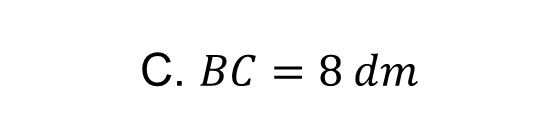 C. BC = 8 dm